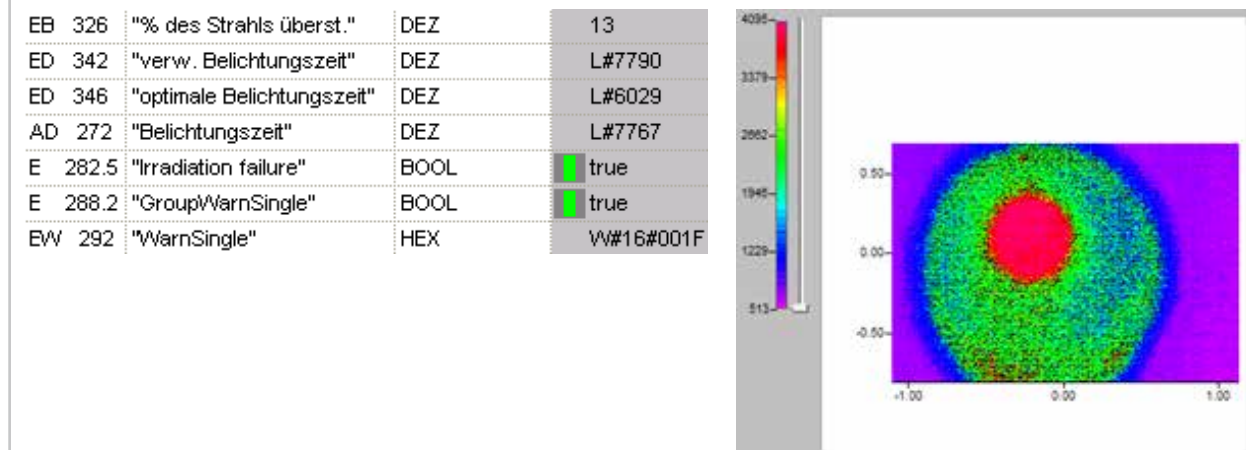 EB 326 "% des Strahls überst." DEZ 13
ED 342 "verw. Belichtungszeit" DEZ L#7790
ED 346 "optimale Belichtungszeit" DEZ L#6029
AD 272 "Belichtungszeit" DEZ L#7767
E 282.5 "Irradiation failure" BOOL true
E 288.2 "GroupWarnSingle" BOOL true
EW 292 "WarnSingle" HEX W#16#001F
4095
3379
2662
1946
1229
513
0.50
0.00
-0.50
-1.00 0.00 1.00